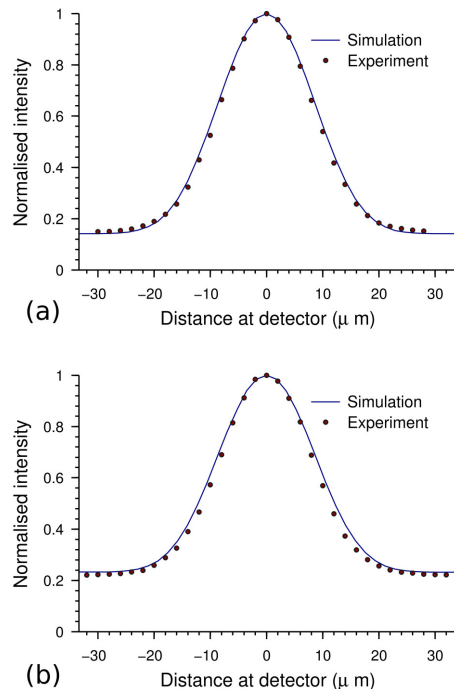 1
0.8
0.6
0.4
0.2
0
Normalised intensity
Simulation
Experiment
−30 −20 −10 0 10 20 30
(a)
Distance at detector (μ m)
1
0.8
0.6
0.4
0.2
0
Normalised intensity
Simulation
Experiment
−30 −20 −10 0 10 20 30
(b)
Distance at detector (μ m)